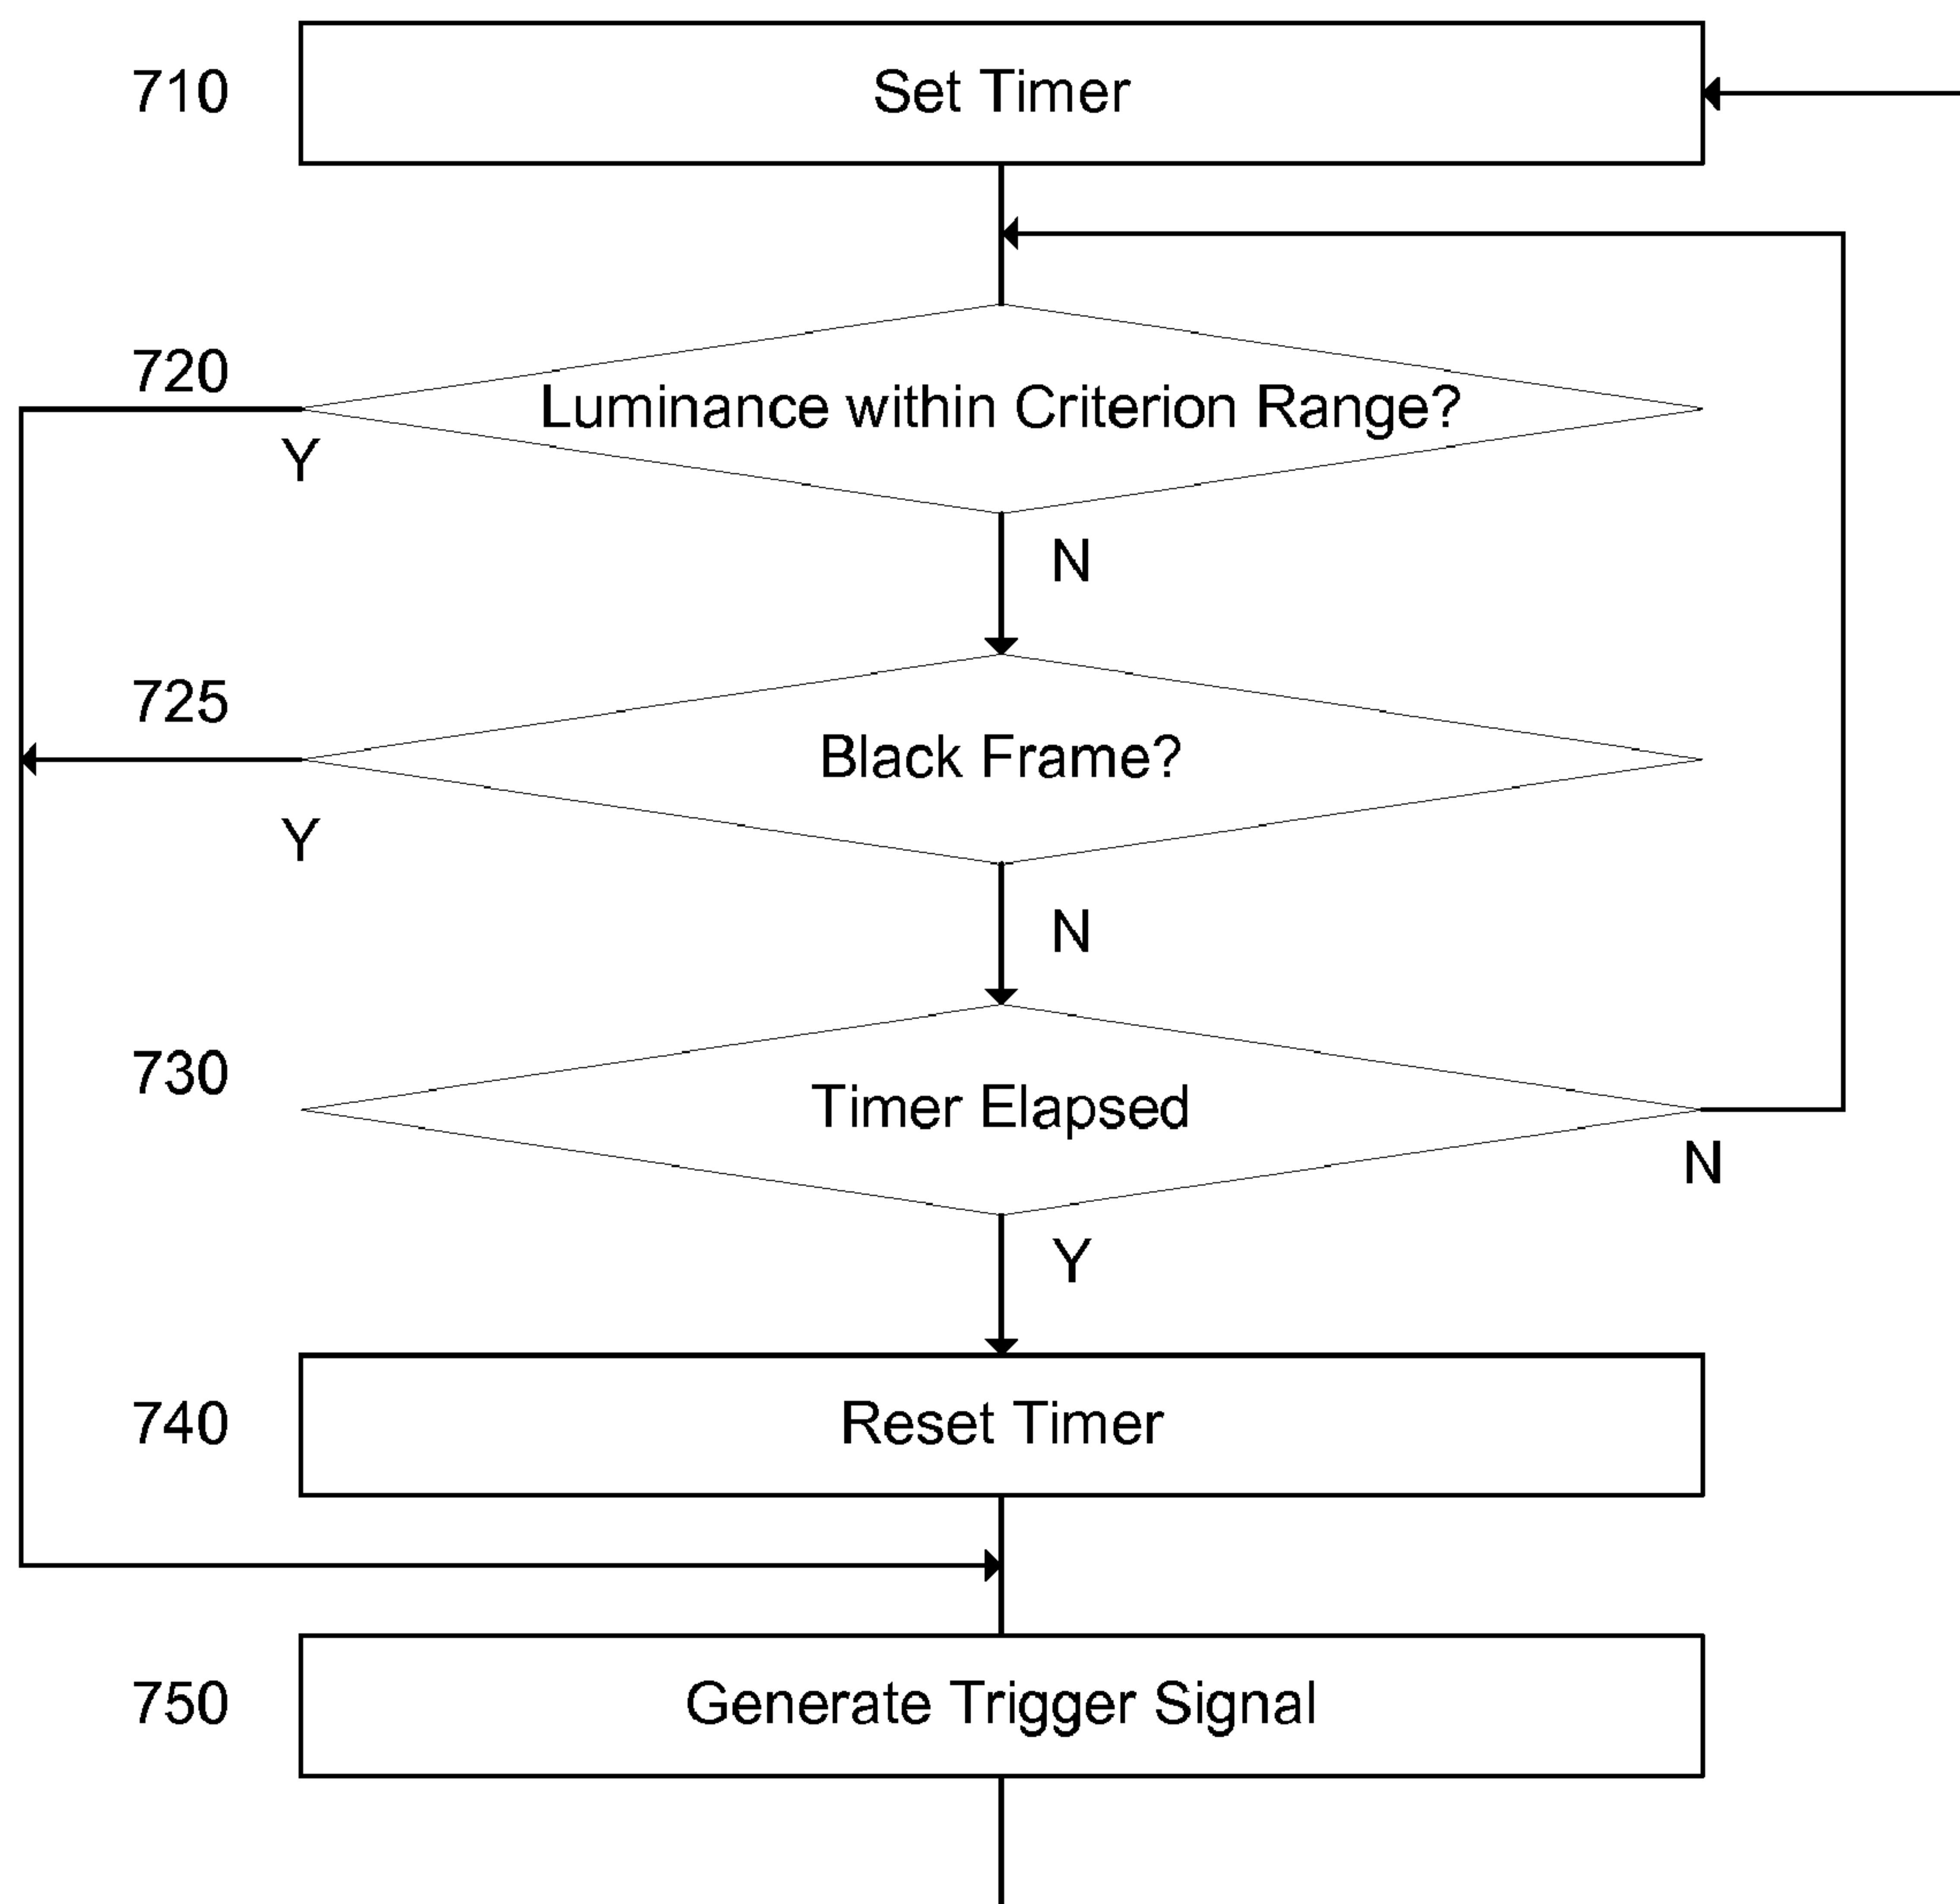 710
Set Timer
720
Luminance within Criterion Range?
Y
N
725
Black Frame?
Y
N
730
Timer Elapsed
N
Y
740
Reset Timer
750
Generate Trigger Signal